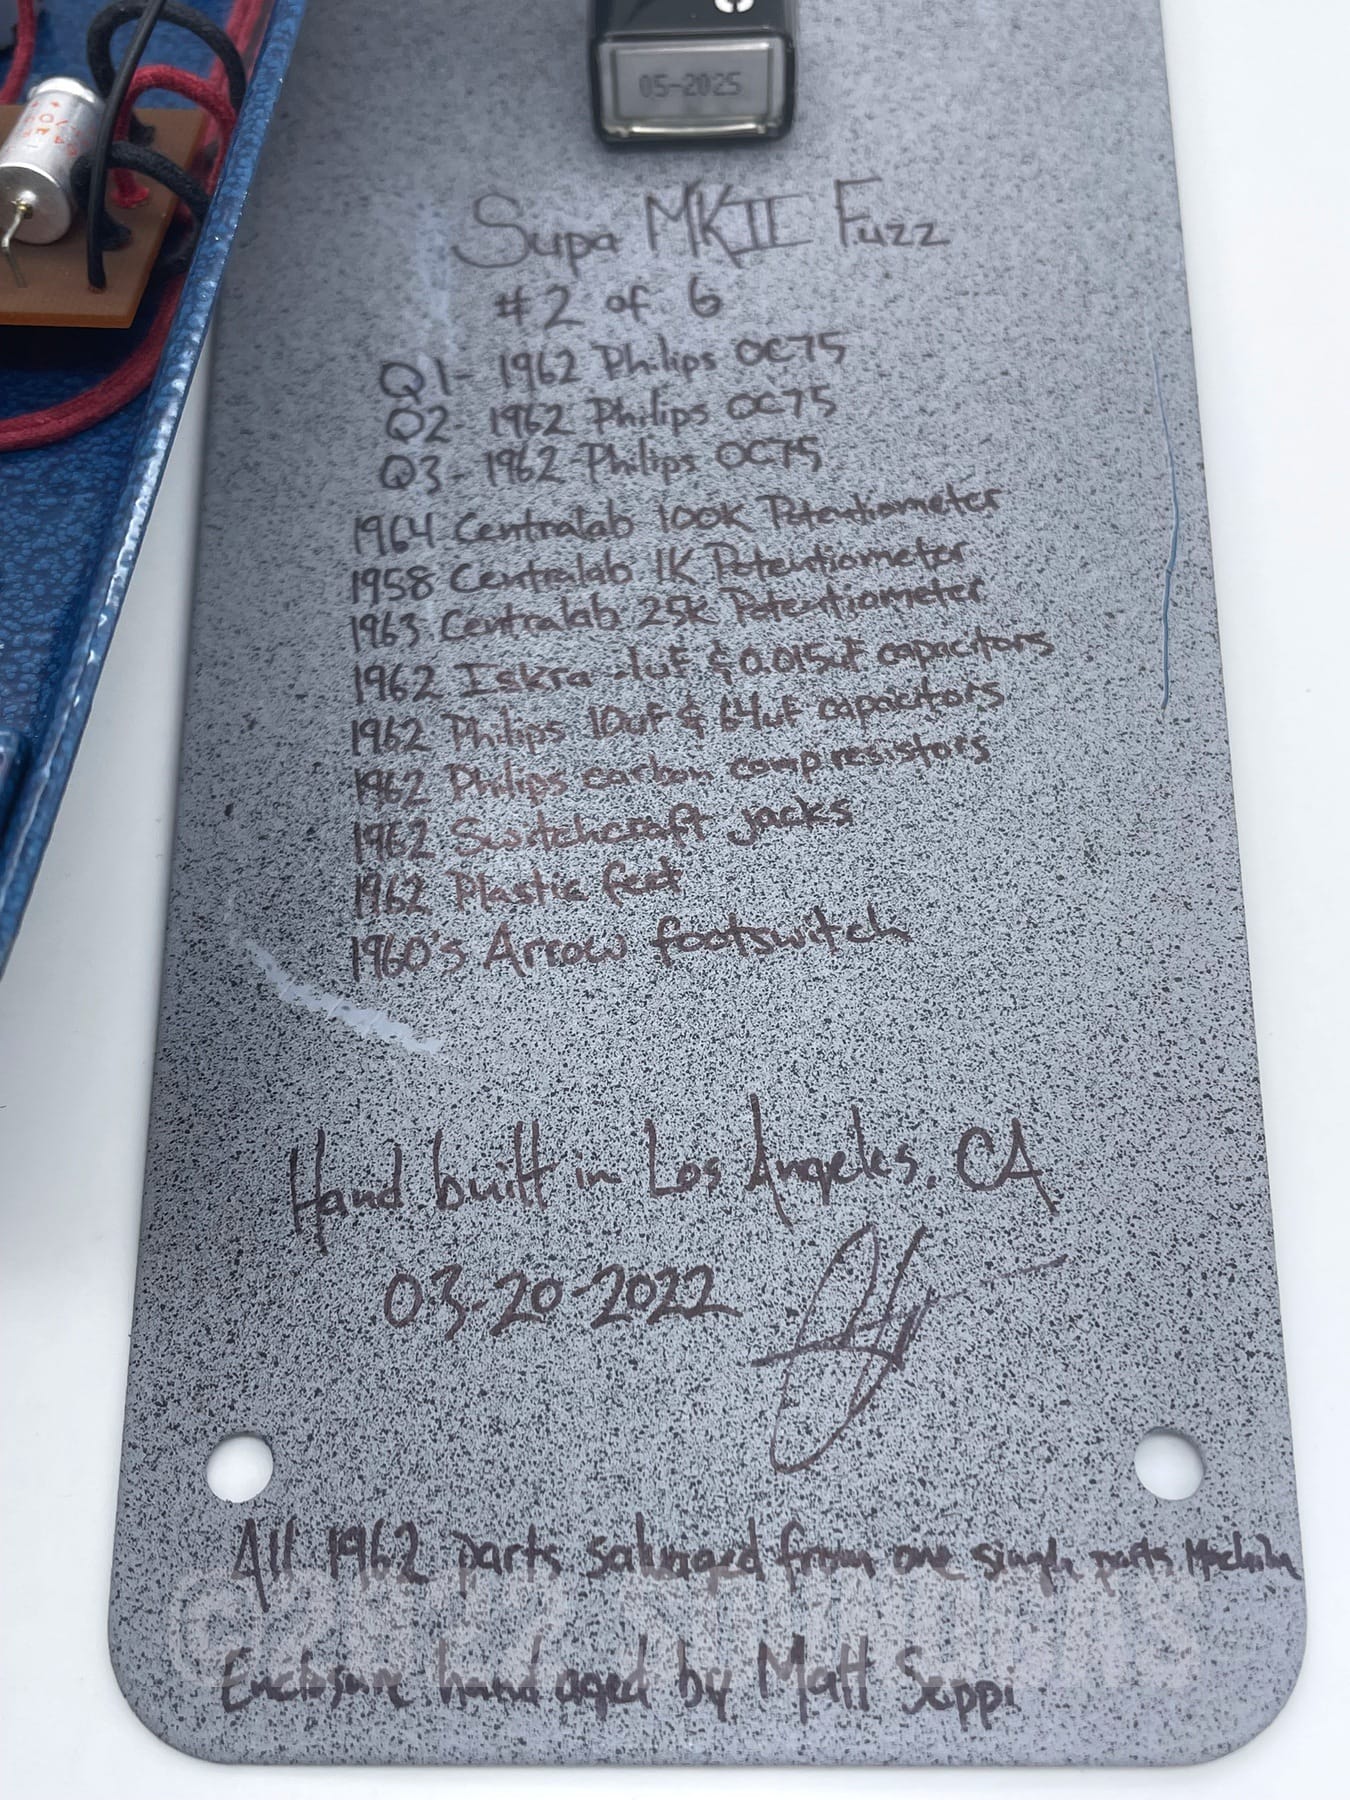 05-2025
Supa MKII Fuzz
#2 of 6
Q1- 1962 Philips OC75
Q2- 1962 Philips OC75
Q3- 1962 Philips OC75
1964 Centralab 100K Potentiometer
1958 Centralab 1K Potentiometer
1963 Centralab 25k Potentiometer
1962 Iskra .1uF & 0.015uF capacitors
1962 Philips 10uF & 64uF capacitors
1962 Philips carbon comp resistors
1962 Switchcraft jacks
1962 Plastic feet
1960's Arrow footswitch
Hand built in Los Angeles, CA
03-20-2022
All 1962 parts salvaged from one single parts
Enclosure hand aged by Matt Seppi